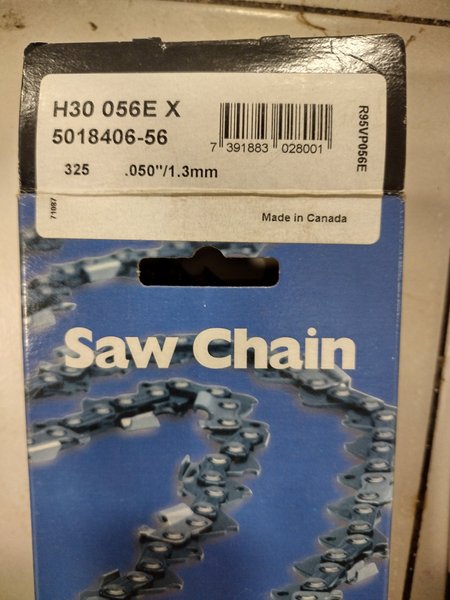 H30 056E X
5018406-56
325 .050"/1.3mm
7 391883 028001
R95VP056E
71087
Made in Canada
Saw Chain